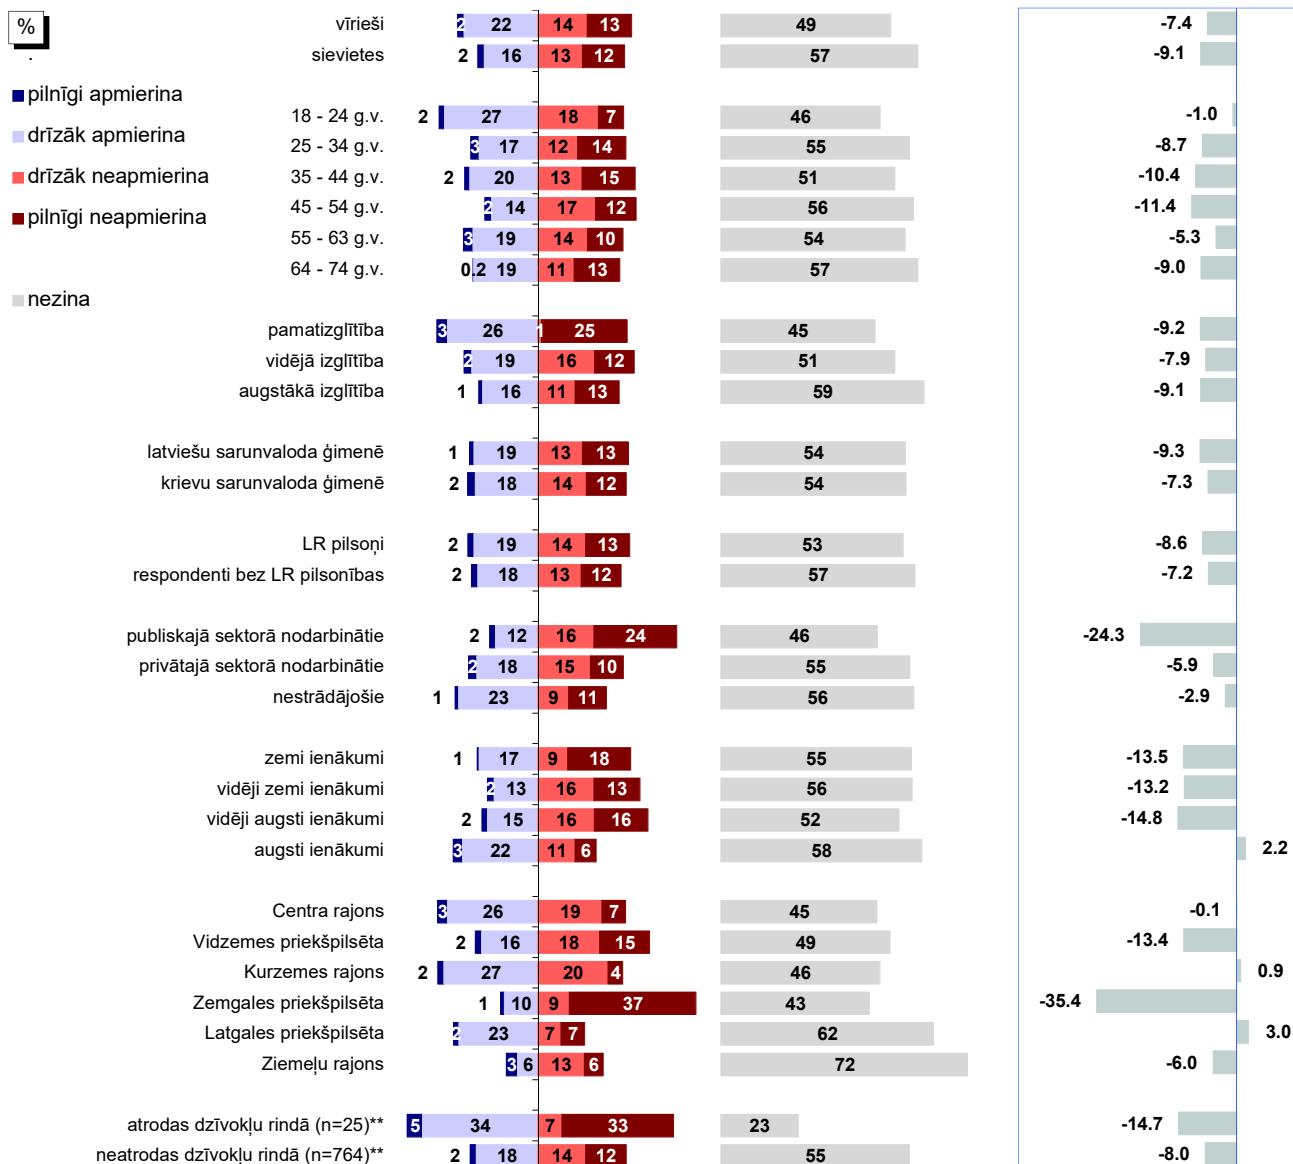 %
.
pilnīgi apmierina
drīzāk apmierina
drīzāk neapmierina
pilnīgi neapmierina
nezina
vīrieši 2 22 14 13 49 -7.4
sievietes 2 16 13 12 57 -9.1
18 - 24 g.v. 2 27 18 7 46 -1.0
25 - 34 g.v. 3 17 12 14 55 -8.7
35 - 44 g.v. 2 20 13 15 51 -10.4
45 - 54 g.v. 2 14 17 12 56 -11.4
55 - 63 g.v. 3 19 14 10 54 -5.3
64 - 74 g.v. 0.2 19 11 13 57 -9.0
pamatizglītība 3 26 1 25 45 -9.2
vidējā izglītība 2 19 16 12 51 -7.9
augstākā izglītība 1 16 11 13 59 -9.1
latviešu sarunvaloda ģimenē 1 19 13 13 54 -9.3
krievu sarunvaloda ģimenē 2 18 14 12 54 -7.3
LR pilsoņi 2 19 14 13 53 -8.6
respondenti bez LR pilsonības 2 18 13 12 57 -7.2
publiskajā sektorā nodarbinātie 2 12 16 24 46 -24.3
privātajā sektorā nodarbinātie 2 18 15 10 55 -5.9
nestrādājošie 1 23 9 11 56 -2.9
zemi ienākumi 1 17 9 18 55 -13.5
vidēji zemi ienākumi 2 13 16 13 56 -13.2
vidēji augsti ienākumi 2 15 16 16 52 -14.8
augsti ienākumi 3 22 11 6 58 2.2
Centra rajons 3 26 19 7 45 -0.1
Vidzemes priekšpilsēta 2 16 18 15 49 -13.4
Kurzemes rajons 2 27 20 4 46 0.9
Zemgales priekšpilsēta 1 10 9 37 43 -35.4
Latgales priekšpilsēta 2 23 7 7 62 3.0
Ziemeļu rajons 3 6 13 6 72 -6.0
atrodas dzīvokļu rindā (n=25)** 5 34 7 33 23 -14.7
neatrodas dzīvokļu rindā (n=764)** 2 18 14 12 55 -8.0